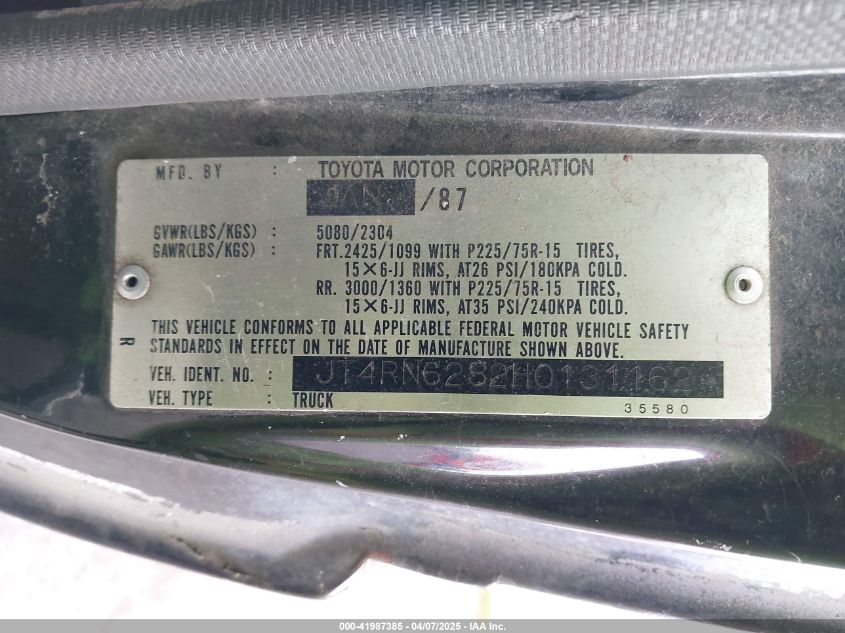 MFD. BY : TOYOTA MOTOR CORPORATION
JAN /87
GVWR(LBS/KGS) : 5080/2304
GAWR(LBS/KGS) : FRT.2425/1099 WITH P225/75R-15 TIRES,
15×6-JJ RIMS, AT26 PSI/180KPA COLD.
RR. 3000/1360 WITH P225/75R-15 TIRES,
15×6-JJ RIMS, AT35 PSI/240KPA COLD.
THIS VEHICLE CONFORMS TO ALL APPLICABLE FEDERAL MOTOR VEHICLE SAFETY
R STANDARDS IN EFFECT ON THE DATE OF MANUFACTURE SHOWN ABOVE.
VEH. IDENT. NO. : JT4RN62S2H0131162
VEH. TYPE : TRUCK
35580
000-41987385 - 04/07/2025 - IAA Inc.